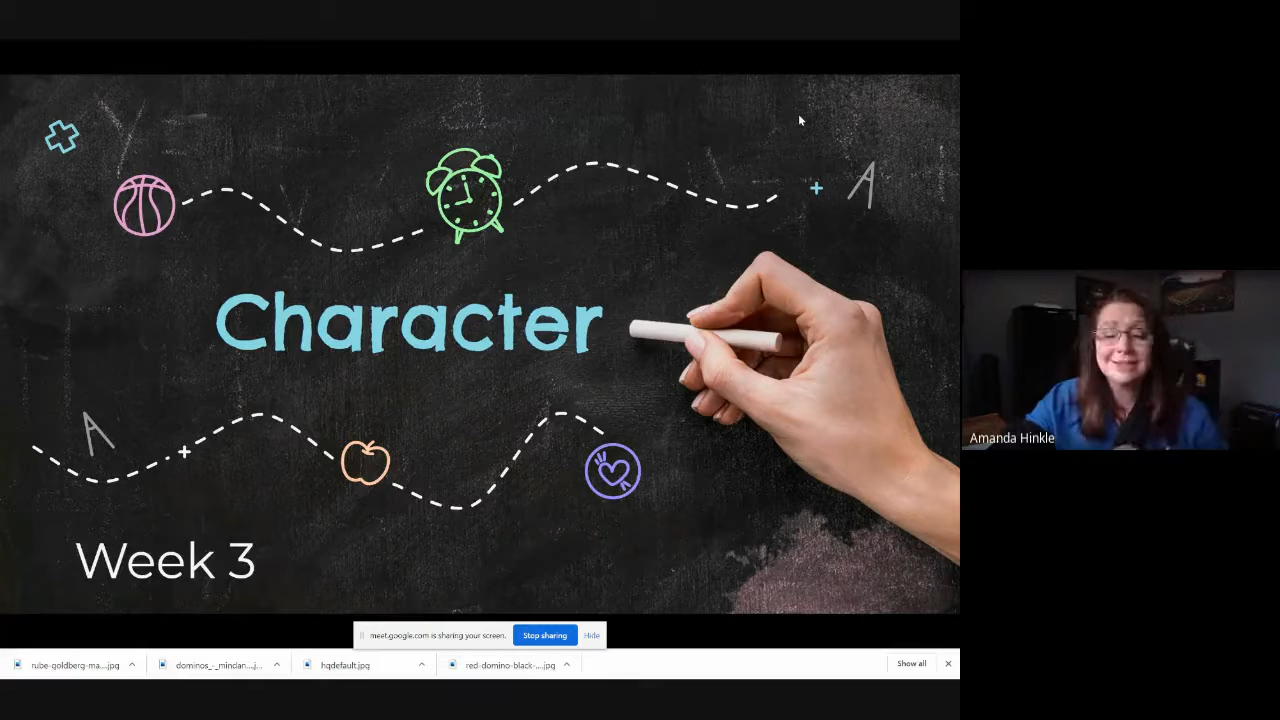 A
Character
A
Week 3
Amanda Hinkle
meet.google.com is sharing your screen. Stop sharing Hide
rube-goldberg-ma....jpg dominos_-_mindan....j... hqdefault.jpg red-domino-black-....jpg Show all